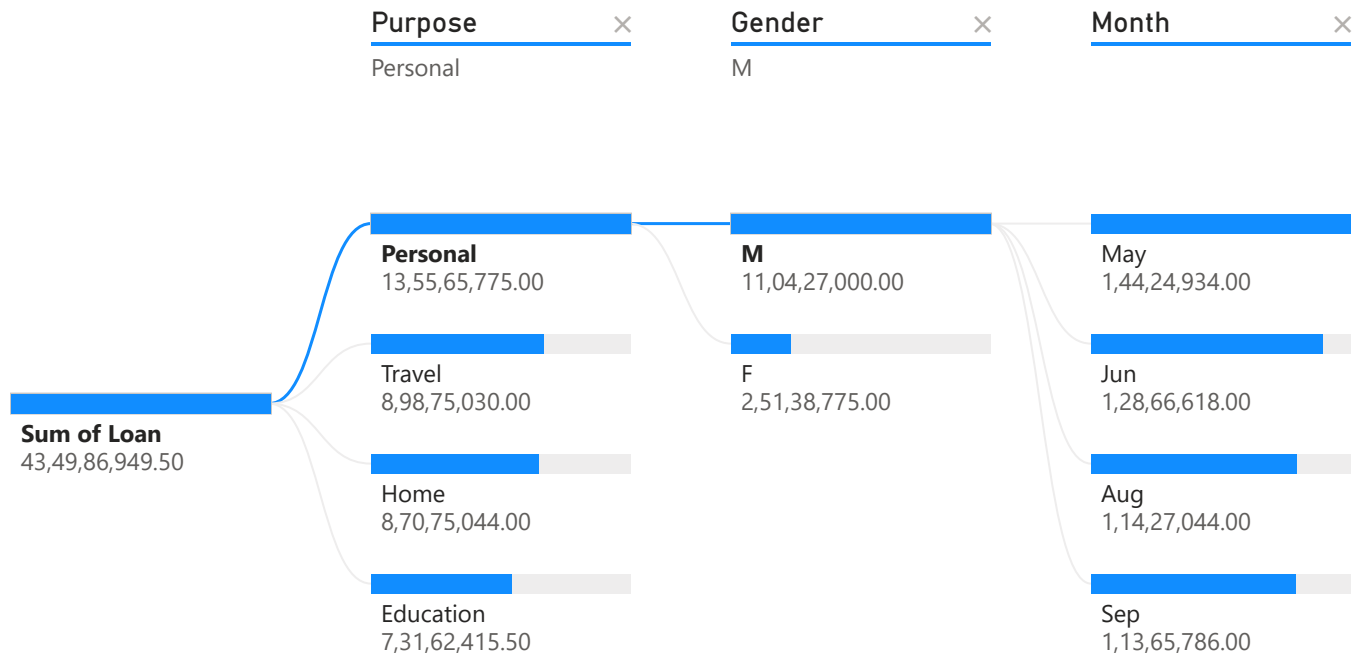 Purpose
Gender
Month
Personal
M
Personal
13,55,65,775.00
M
11,04,27,000.00
May
1,44,24,934.00
Travel
8,98,75,030.00
F
2,51,38,775.00
Jun
1,28,66,618.00
Sum of Loan
43,49,86,949.50
Home
8,70,75,044.00
Aug
1,14,27,044.00
Education
7,31,62,415.50
Sep
1,13,65,786.00